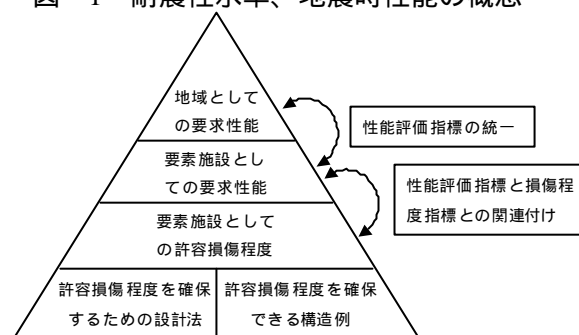 図－1 耐震性水準、地震時性能の概念
地域として
の要求性能
性能評価指標の統一
要素施設とし
ての要求性能
性能評価指標と損傷程
度指標との関連付け
要素施設として
の許容損傷程度
許容損傷程度を確保
するための設計法
許容損傷程度を確保
できる構造例